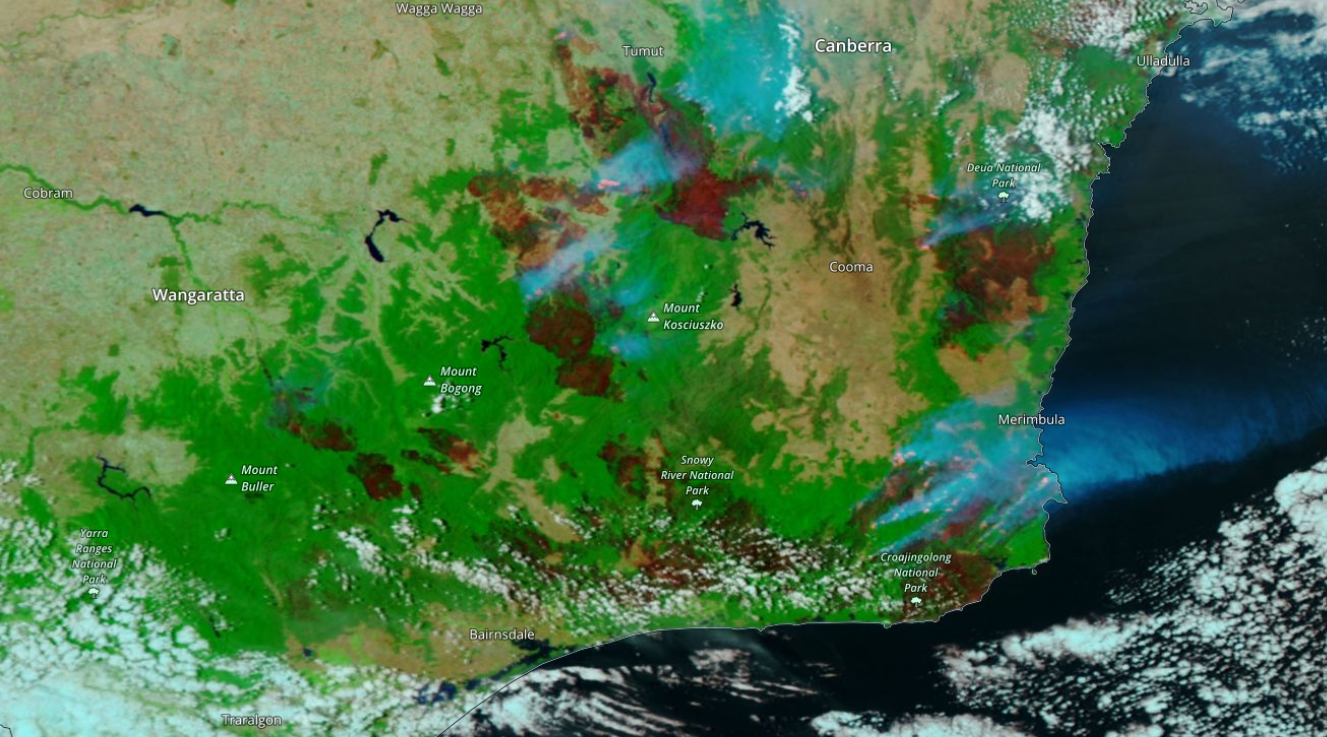 Wagga Wagga
Tumut
Canberra
Ulladulla
Deua National
Park
Cobram
Cooma
Wangaratta
Mount
Kosciuszko
Mount
Bogong
Merimbula
Mount
Buller
Snowy
River National
Park
Yarra
Ranges
National
Park
Croajingolong
National
Park
Bairnsdale
Traralgon